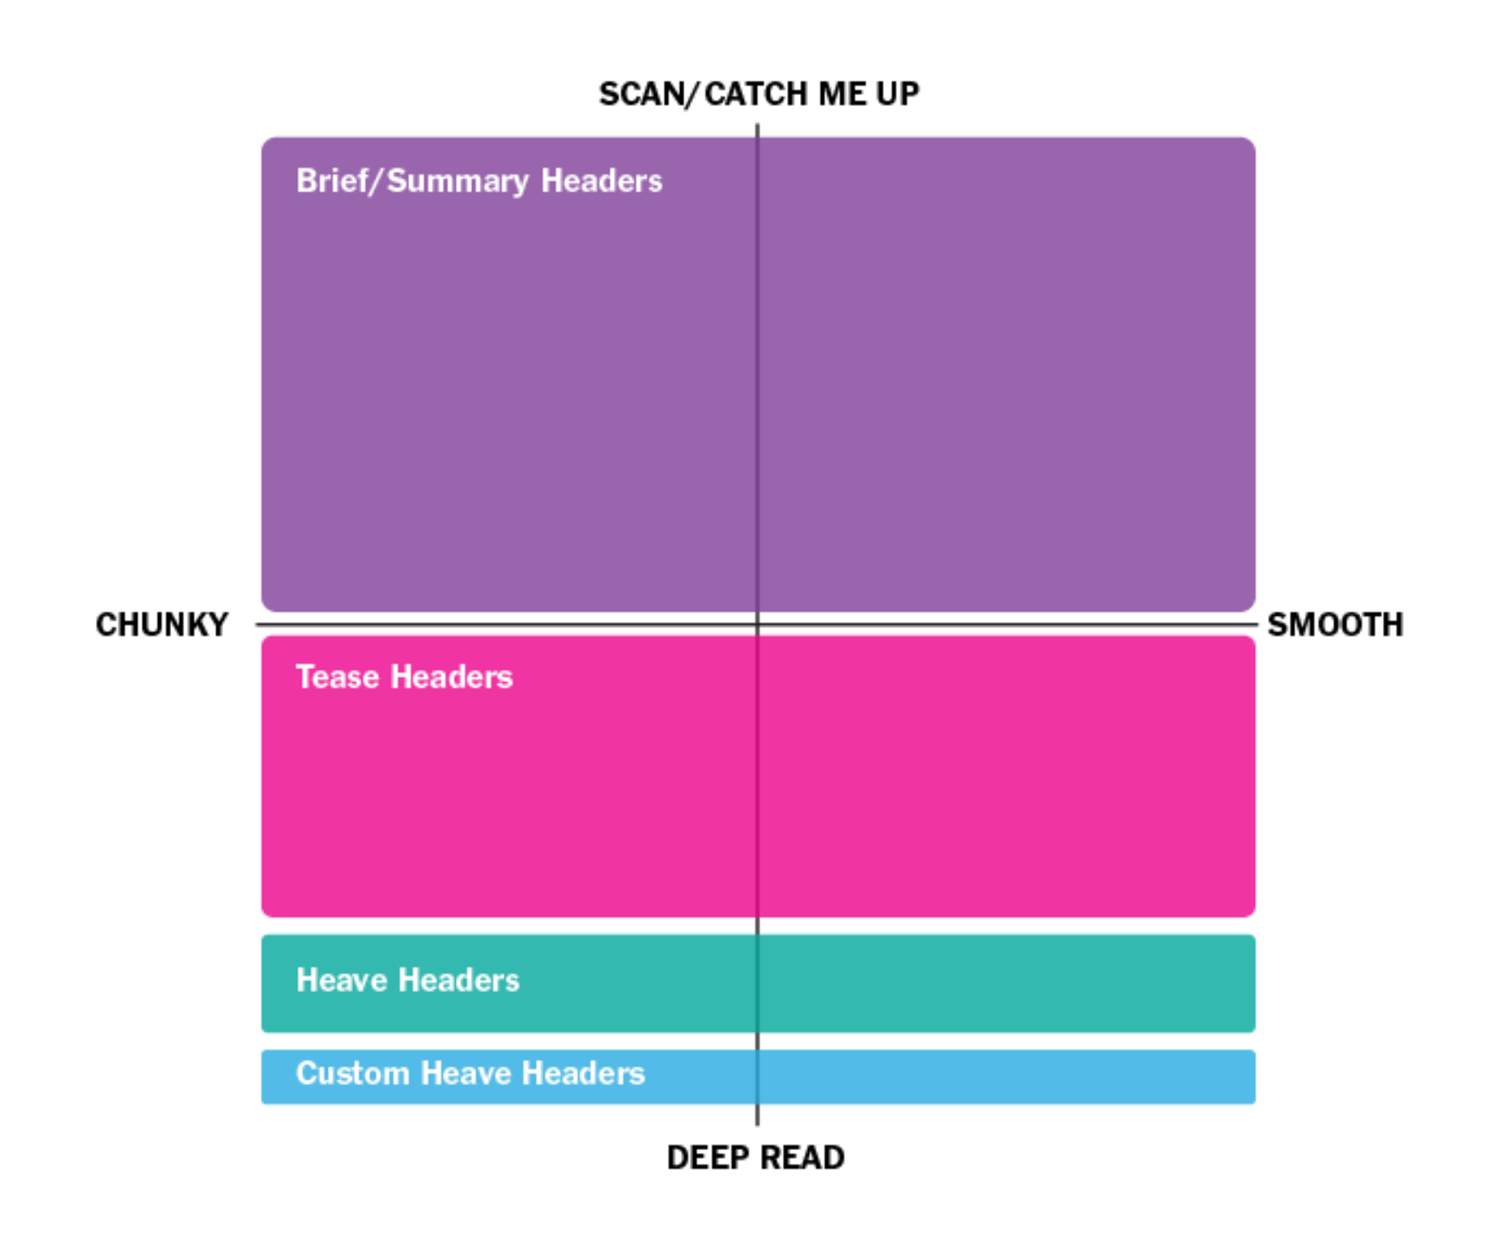 SCAN/CATCH ME UP
Brief/Summary Headers
CHUNKY
SMOOTH
Tease Headers
Heave Headers
Custom Heave Headers
DEEP READ